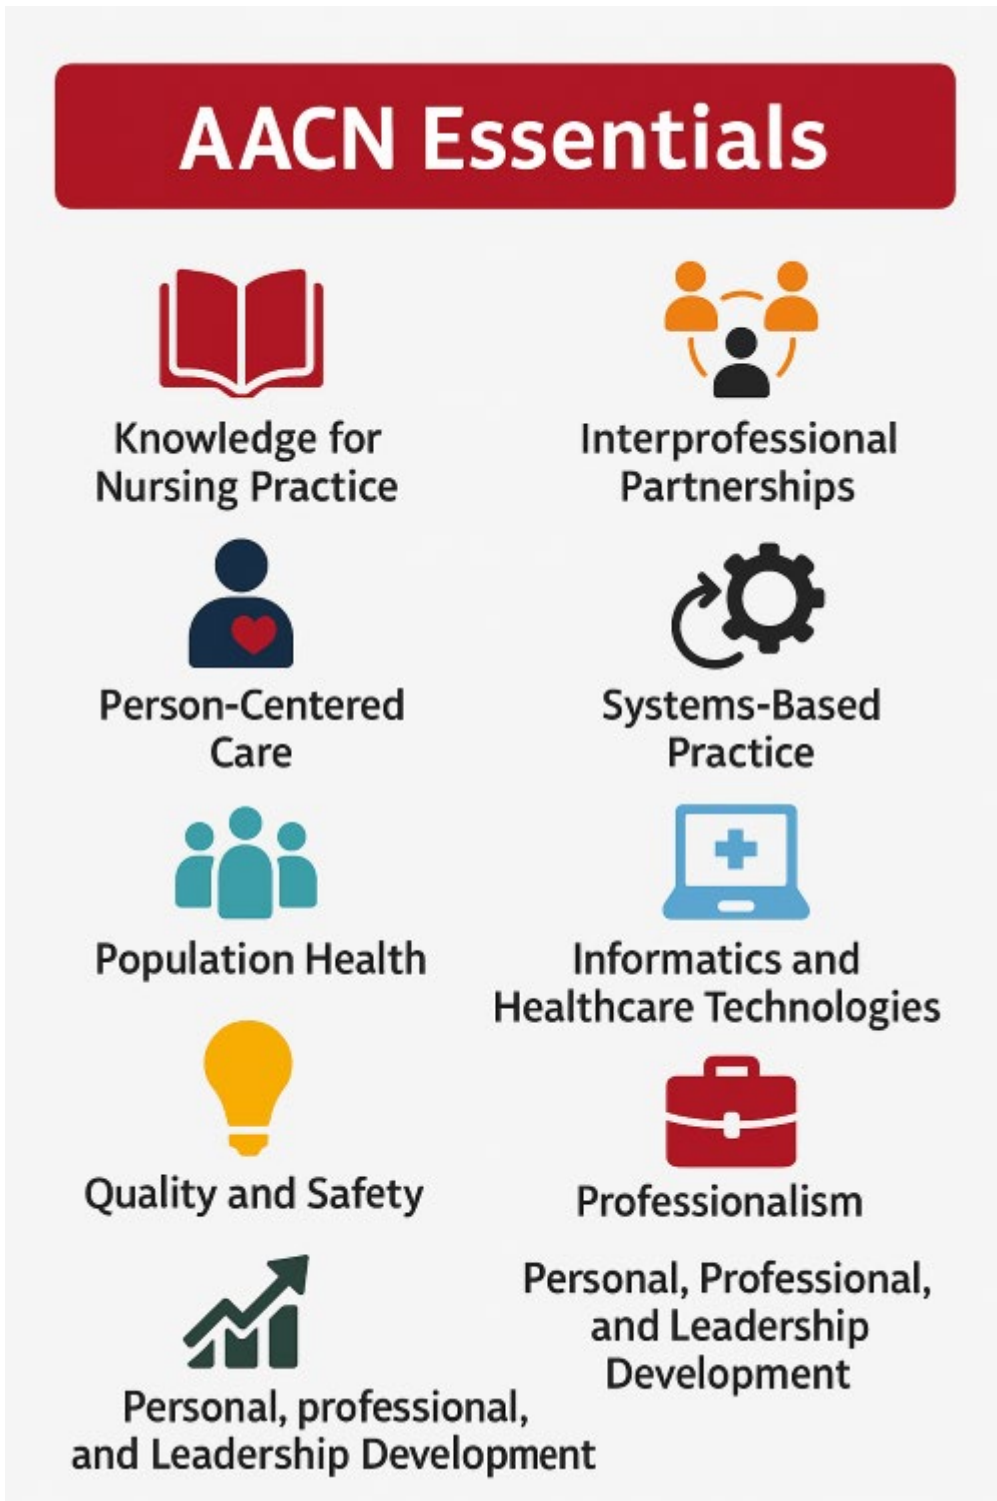 AACN Essentials
Knowledge for
Nursing Practice
Interprofessional
Partnerships
Person-Centered
Care
Systems-Based
Practice
Population Health
Informatics and
Healthcare Technologies
Quality and Safety
Professionalism
Personal, professional,
and Leadership Development
Personal, Professional,
and Leadership
Development